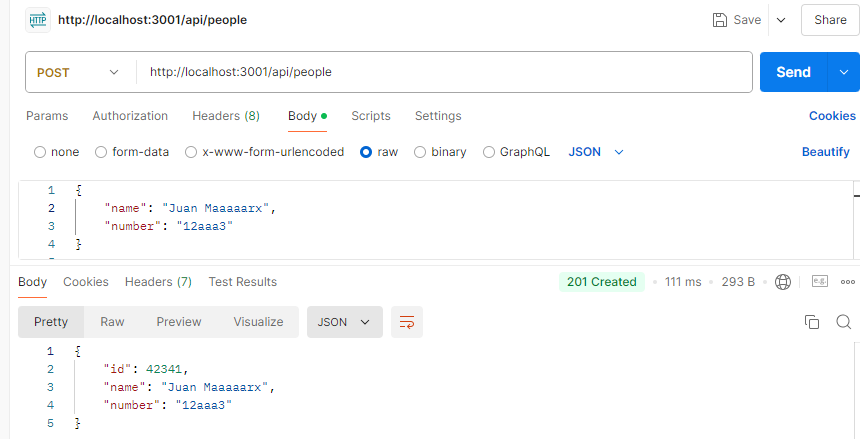 HTTP http://localhost:3001/api/people Save Share
POST http://localhost:3001/api/people Send
Params Authorization Headers (8) Body Scripts Settings Cookies
none form-data x-www-form-urlencoded raw binary GraphQL JSON Beautify
1 {
2 "name": "Juan Maaaaarx",
3 "number": "12aaa3"
4 }
Body Cookies Headers (7) Test Results 201 Created 111 ms 293 B e.g.
Pretty Raw Preview Visualize JSON
1 {
2 "id": 42341,
3 "name": "Juan Maaaaarx",
4 "number": "12aaa3"
5 }